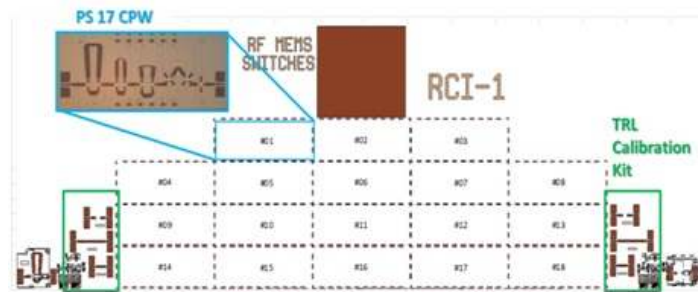 PS 17 CPW
RF MEMS
SWITCHES
RCI-1
TRL
Calibration
Kit
#01 #02 #03
#04 #05 #06 #07 #08
#09 #10 #11 #12 #13
#14 #15 #16 #17 #18